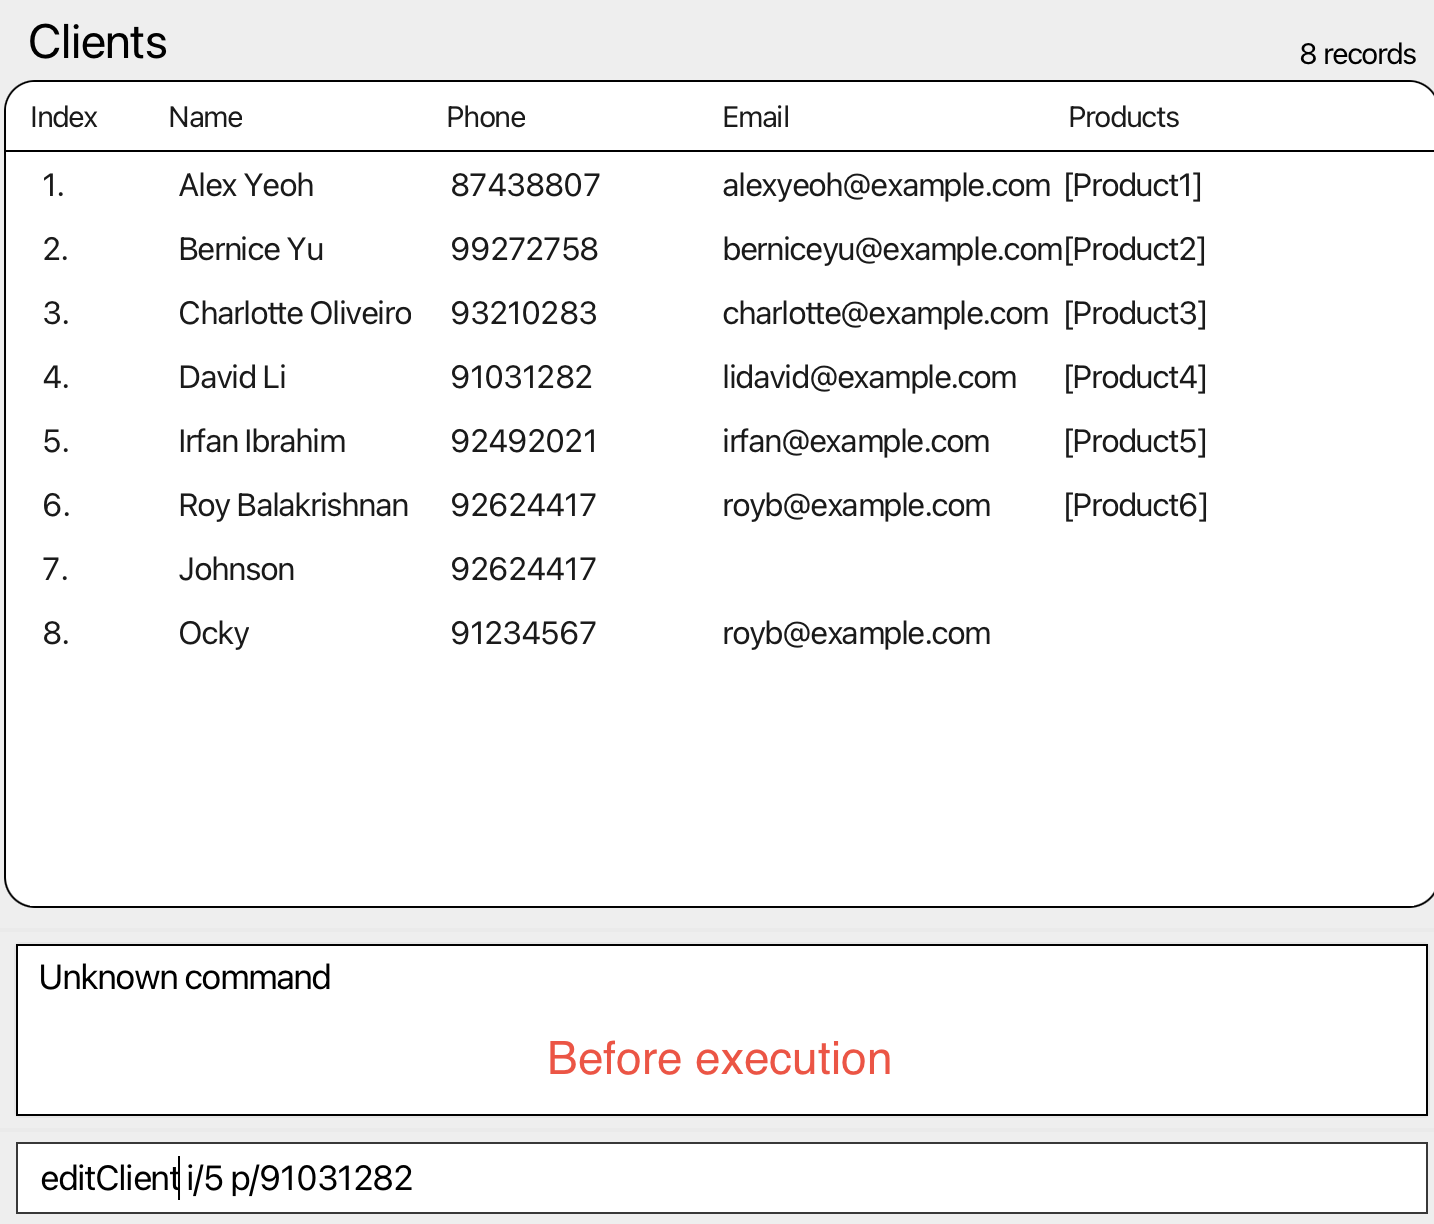 Clients
8 records
Index Name Phone Email Products
1. Alex Yeoh 87438807 alexyeoh@example.com [Product1]
2. Bernice Yu 99272758 berniceyu@example.com[Product2]
3. Charlotte Oliveiro 93210283 charlotte@example.com [Product3]
4. David Li 91031282 lidavid@example.com [Product4]
5. Irfan Ibrahim 92492021 irfan@example.com [Product5]
6. Roy Balakrishnan 92624417 royb@example.com [Product6]
7. Johnson 92624417
8. Ocky 91234567 royb@example.com
Unknown command
Before execution
editClient i/5 p/91031282